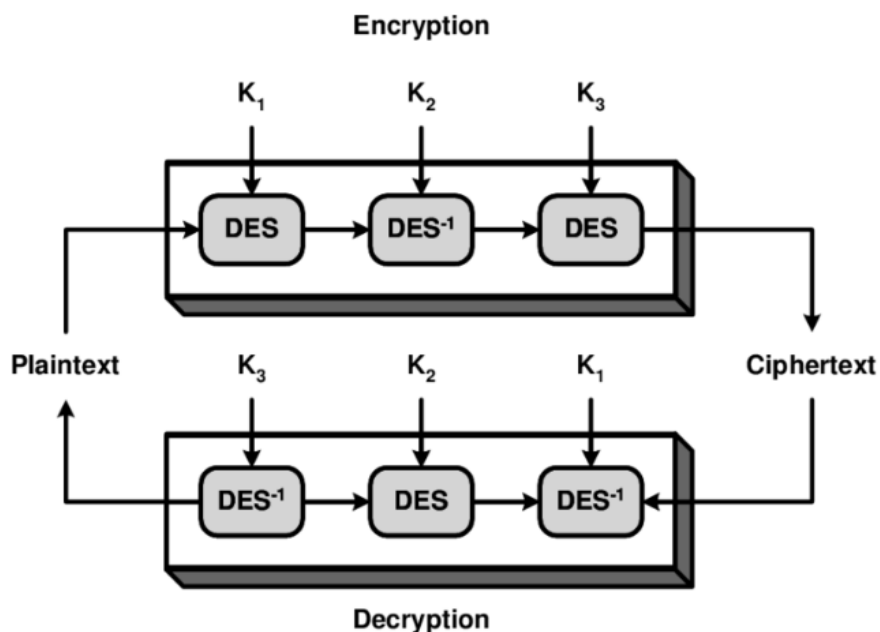 Encryption
K₁ K₂ K₃
DES DES⁻¹ DES
Plaintext K₃ K₂ K₁ Ciphertext
DES⁻¹ DES DES⁻¹
Decryption